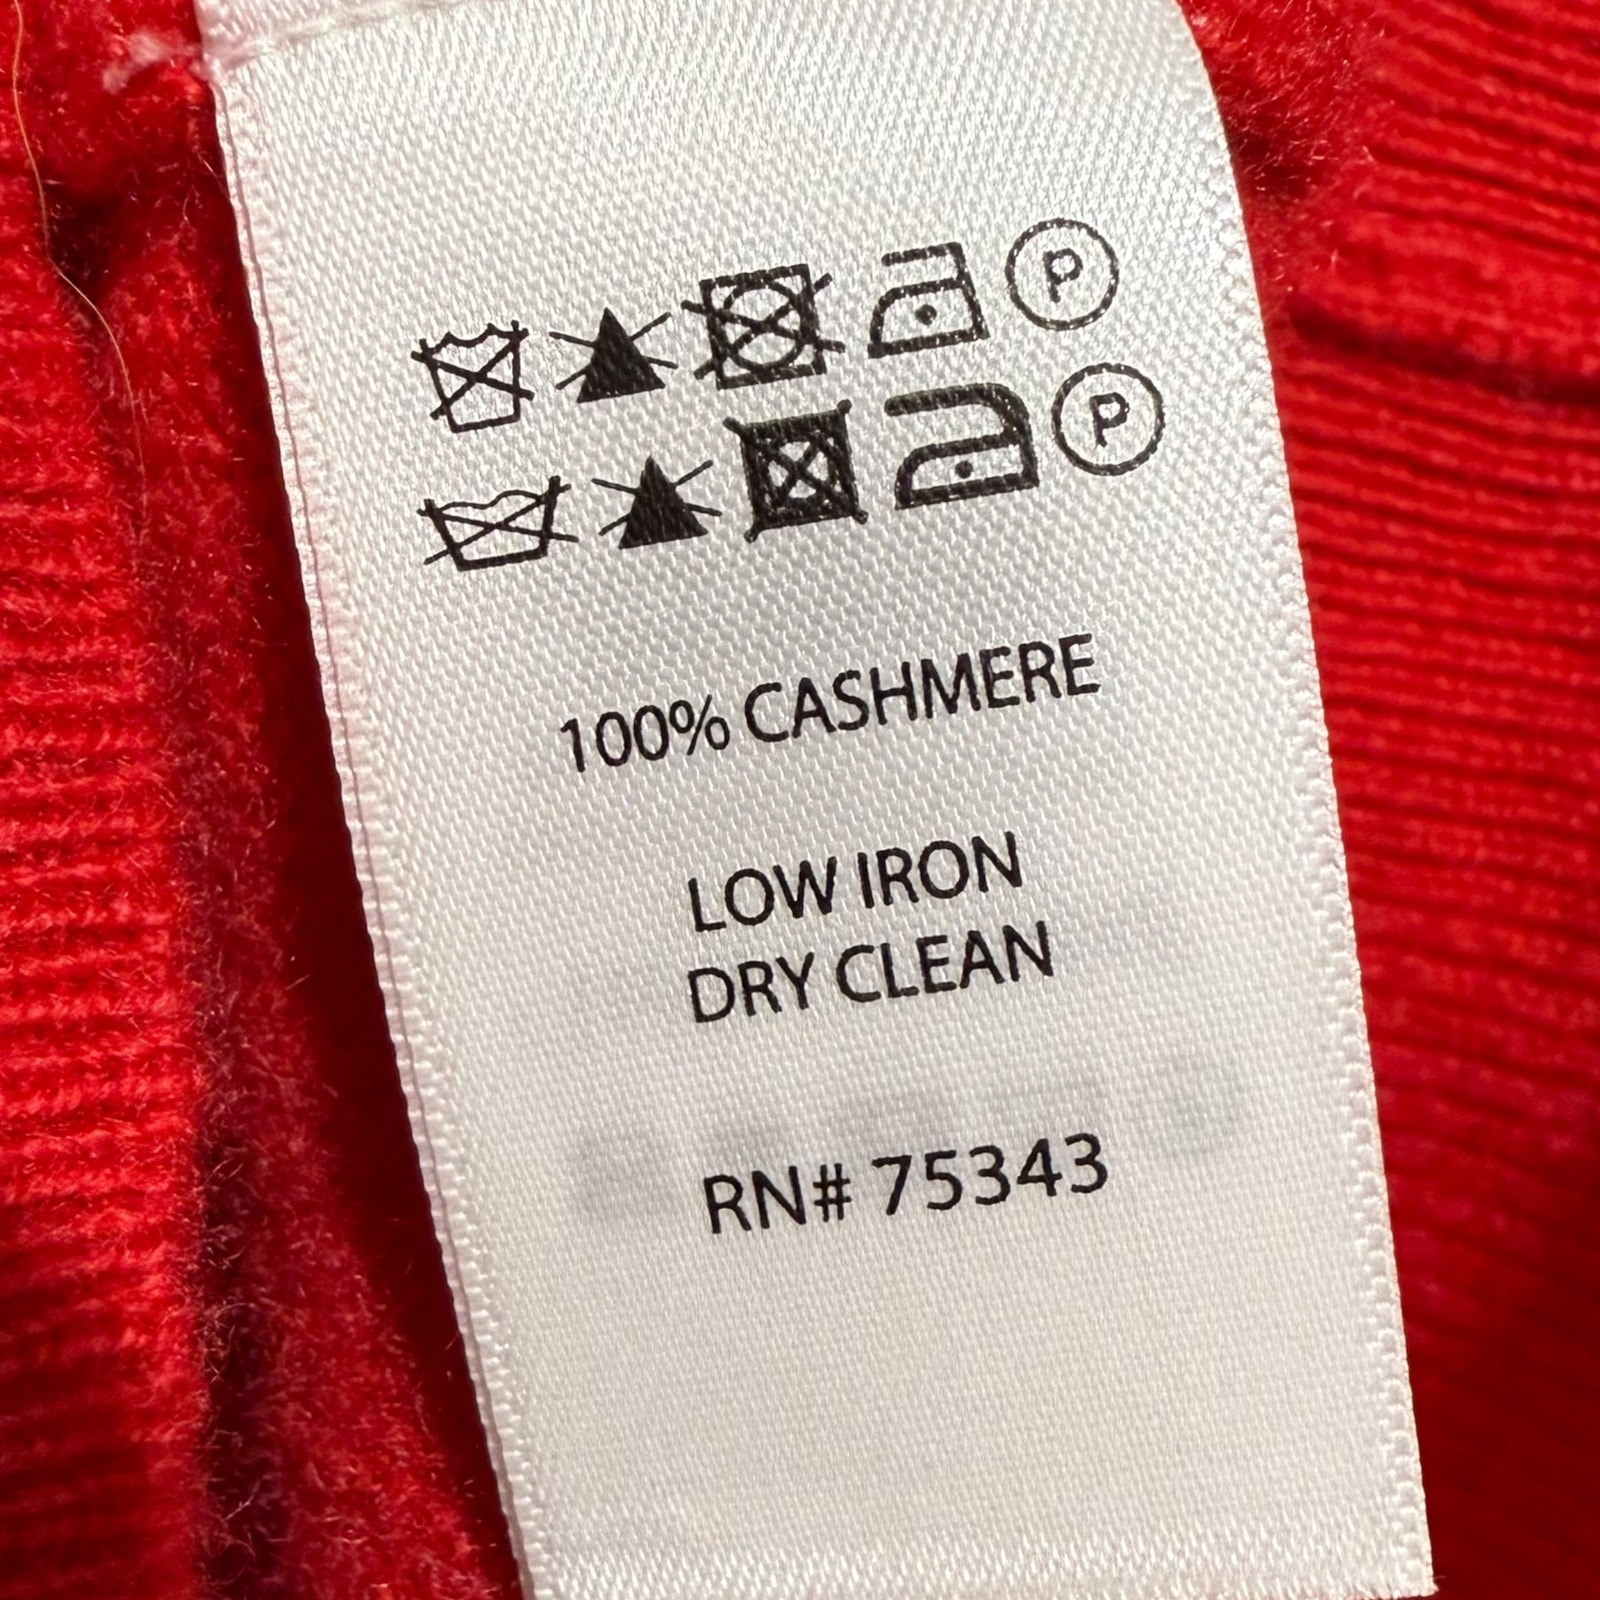 P
P
100% CASHMERE
LOW IRON
DRY CLEAN
RN# 75343